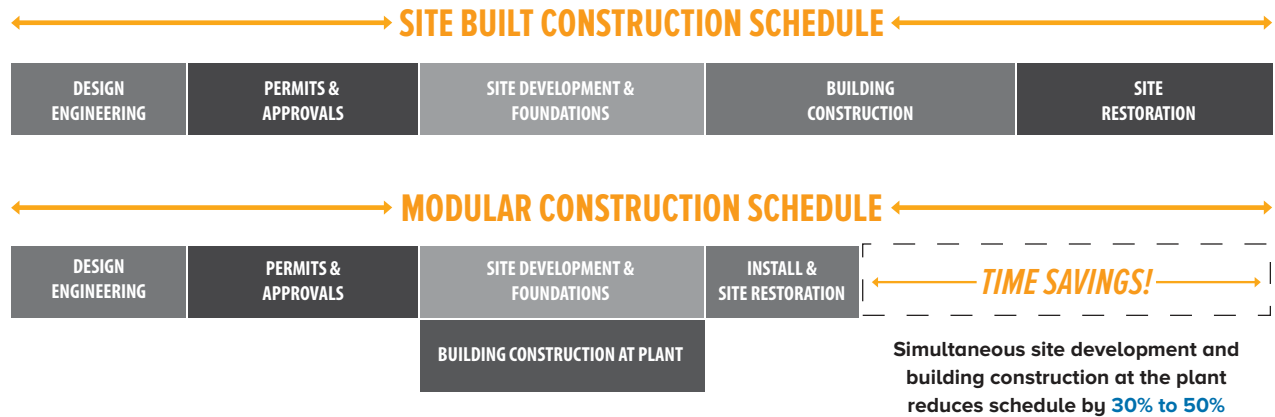 SITE BUILT CONSTRUCTION SCHEDULE
DESIGN
ENGINEERING
PERMITS &
APPROVALS
SITE DEVELOPMENT &
FOUNDATIONS
BUILDING
CONSTRUCTION
SITE
RESTORATION
MODULAR CONSTRUCTION SCHEDULE
DESIGN
ENGINEERING
PERMITS &
APPROVALS
SITE DEVELOPMENT &
FOUNDATIONS
INSTALL &
SITE RESTORATION
TIME SAVINGS!
BUILDING CONSTRUCTION AT PLANT
Simultaneous site development and
building construction at the plant
reduces schedule by 30% to 50%